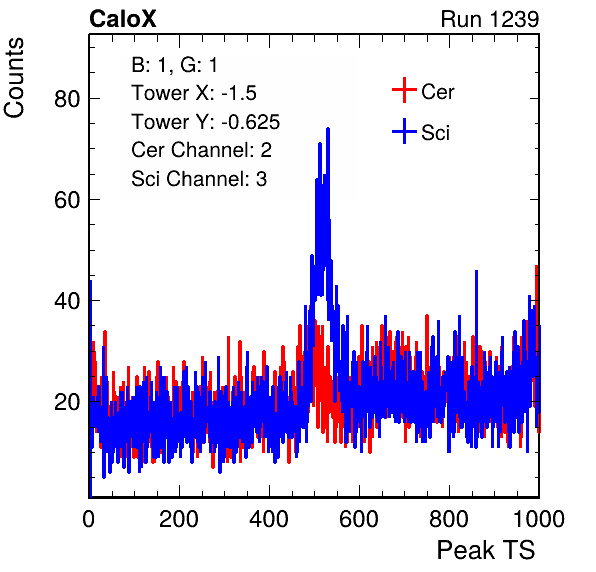 CaloX Run 1239
Counts
B: 1, G: 1
Tower X: -1.5
Tower Y: -0.625
Cer Channel: 2
Sci Channel: 3
Cer
Sci
80
60
40
20
0 200 400 600 800 1000
Peak TS